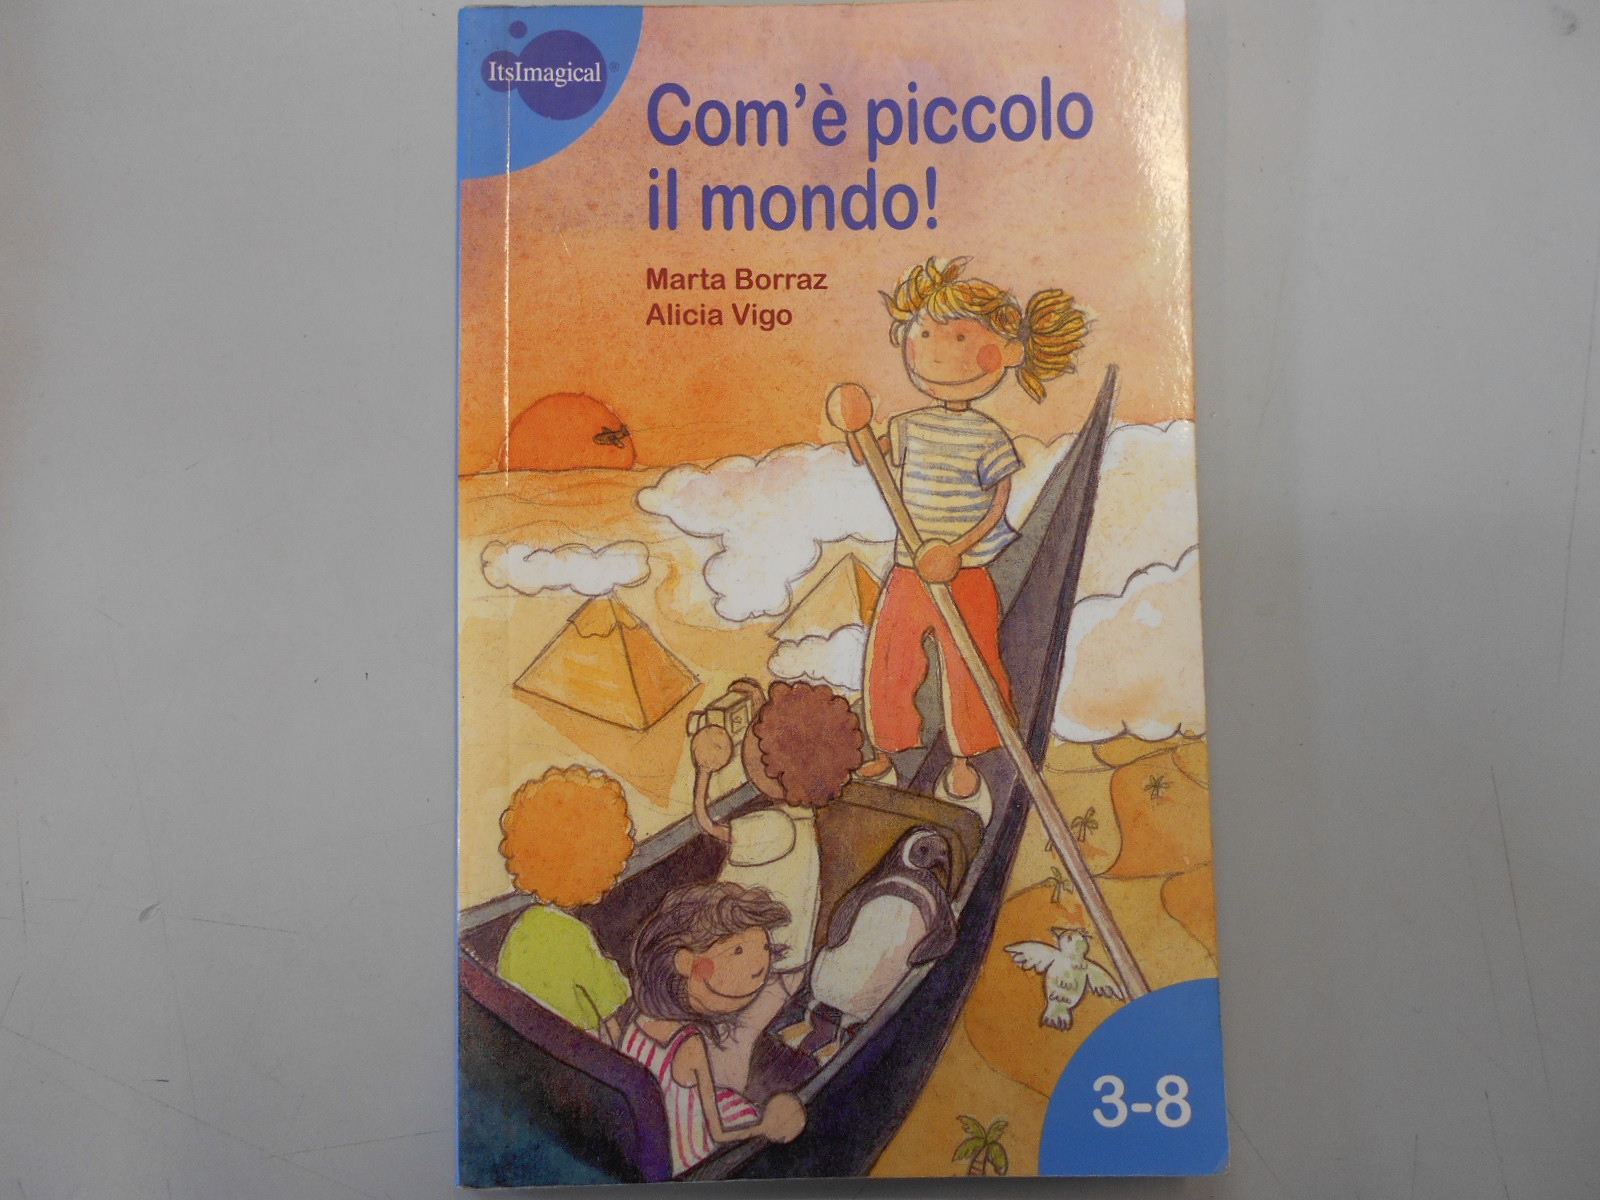 ItsImagical®
Com'è piccolo
il mondo!
Marta Borraz
Alicia Vigo
3-8